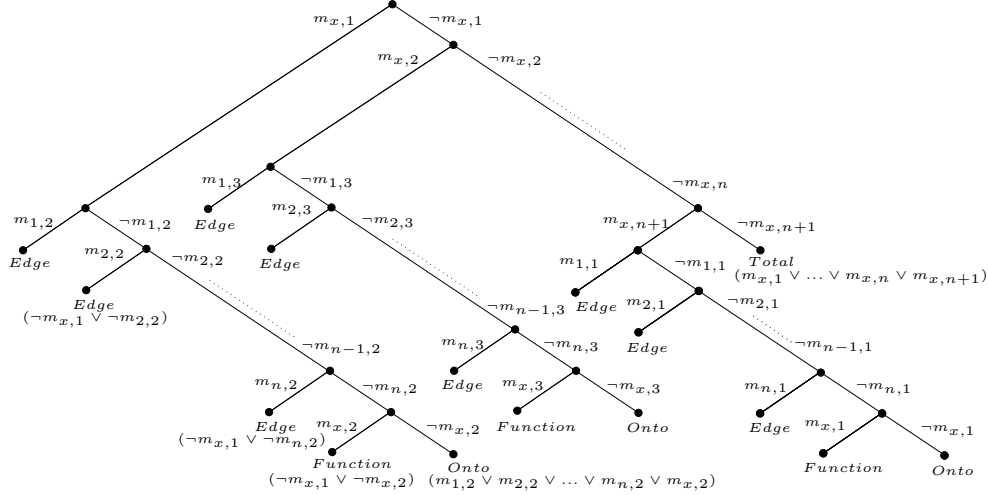 m_{x,1} ¬m_{x,1}
m_{x,2} ¬m_{x,2}
m_{1,3} ¬m_{1,3} ¬m_{x,n}
Edge
m_{1,2} ¬m_{1,2} m_{2,3} ¬m_{2,3} m_{x,n+1} ¬m_{x,n+1}
Edge Edge Total
(m_{x,1} ∨ ... ∨ m_{x,n} ∨ m_{x,n+1})
m_{2,2} ¬m_{2,2} m_{1,1} ¬m_{1,1}
Edge Edge
(¬m_{x,1} ∨ ¬m_{2,2})
¬m_{n−1,3} m_{2,1} ¬m_{2,1}
Edge
¬m_{n−1,2} m_{n,3} ¬m_{n,3} ¬m_{n−1,1}
Edge
m_{n,2} ¬m_{n,2} m_{x,3} ¬m_{x,3} m_{n,1} ¬m_{n,1}
Edge Function Onto Edge
(¬m_{x,1} ∨ ¬m_{n,2})
m_{x,2} ¬m_{x,2} m_{x,1} ¬m_{x,1}
Function Onto Function Onto
(¬m_{x,1} ∨ ¬m_{x,2}) (m_{1,2} ∨ m_{2,2} ∨ ... ∨ m_{n,2} ∨ m_{x,2})